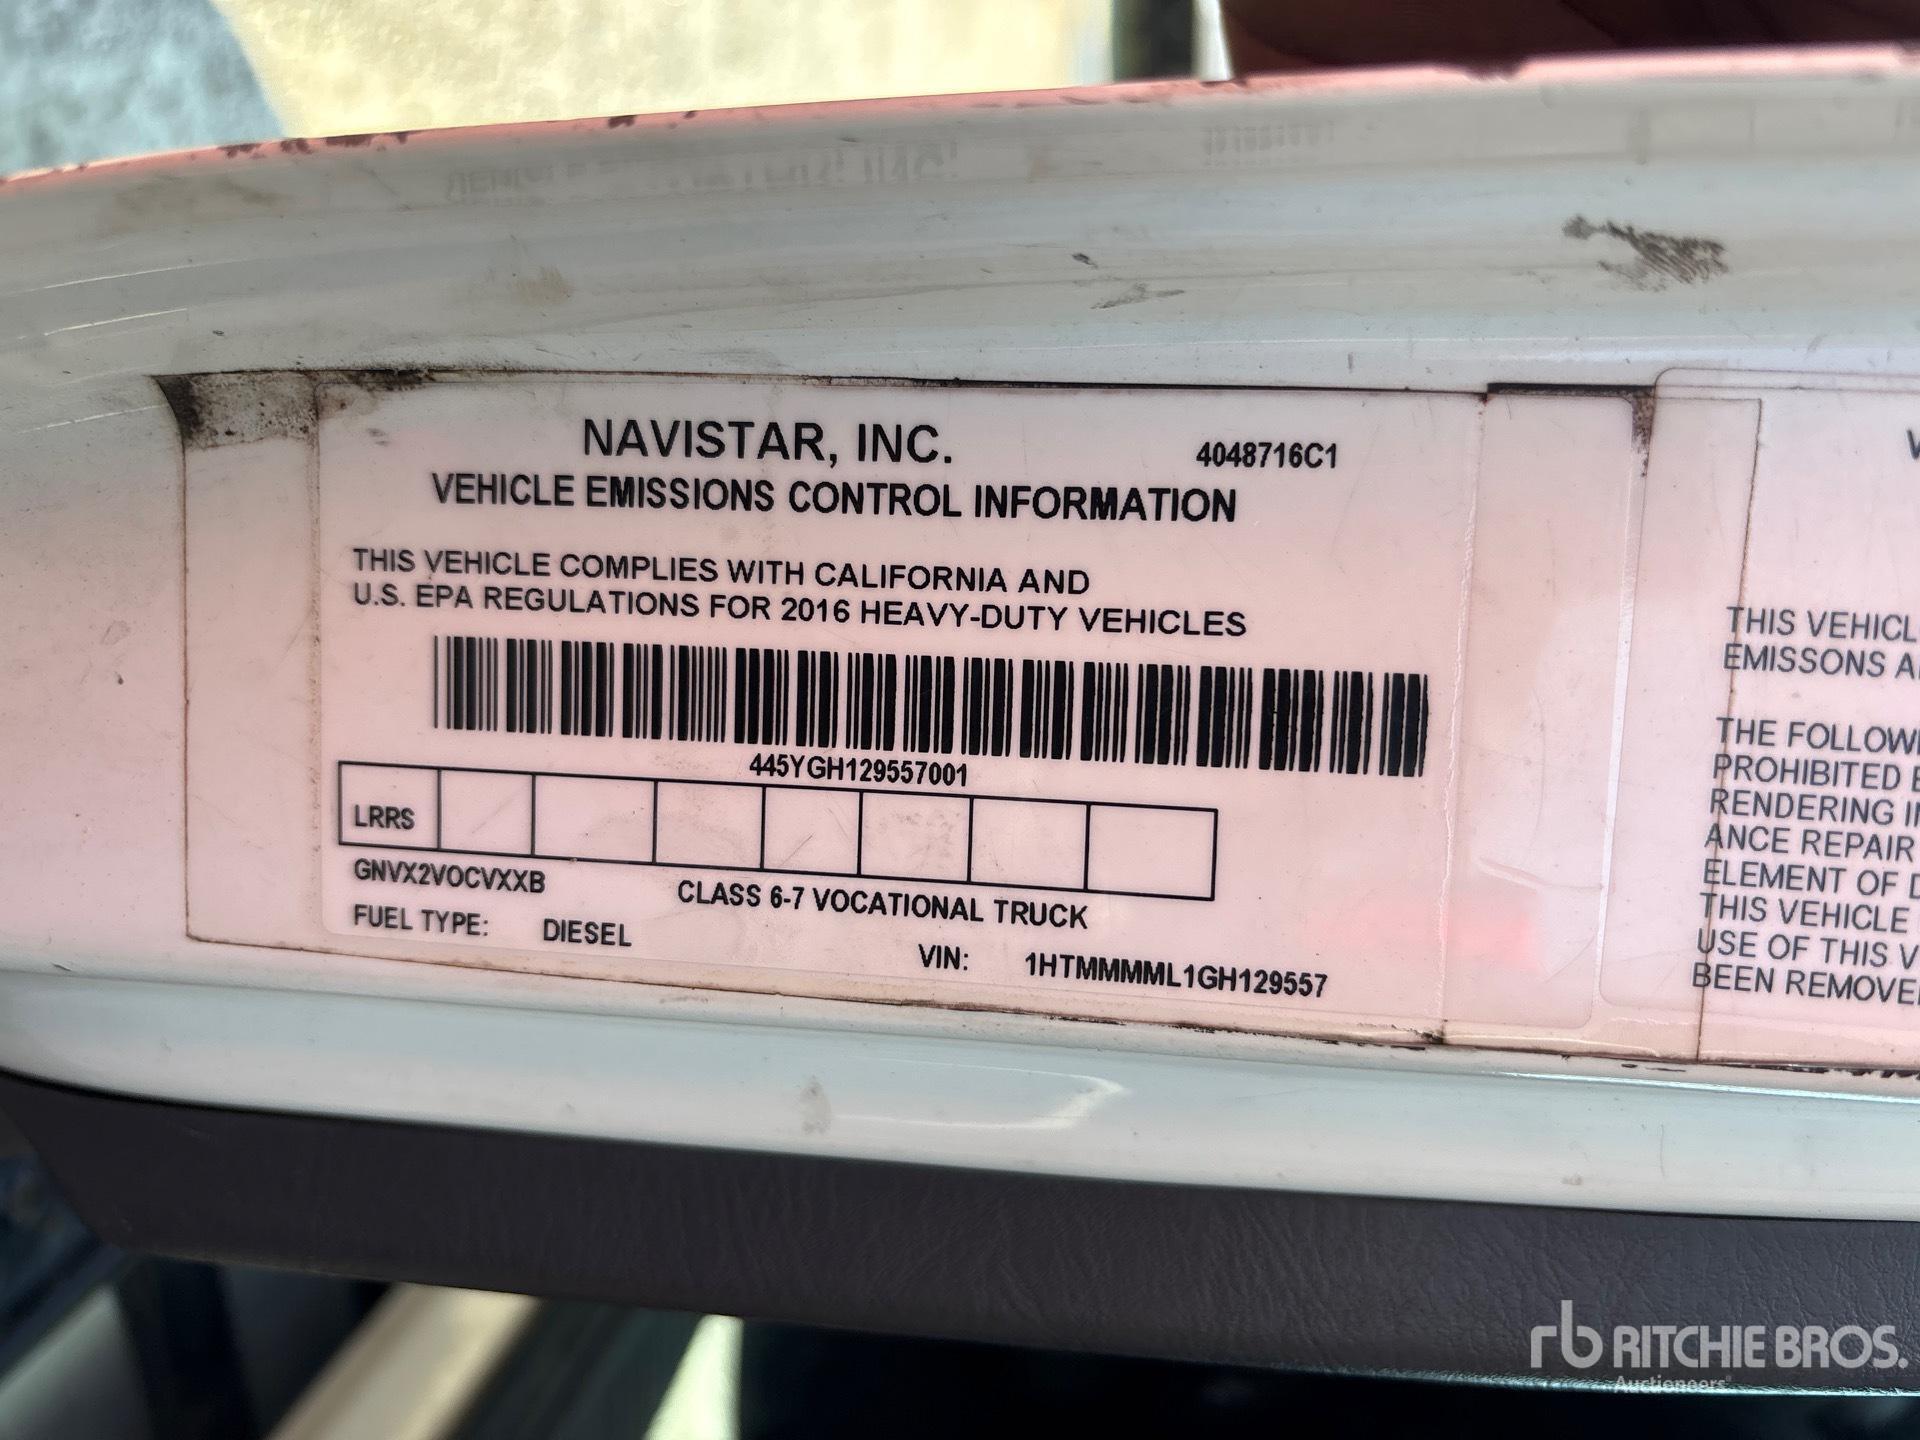 NAVISTAR, INC.
4048716C1
VEHICLE EMISSIONS CONTROL INFORMATION
THIS VEHICLE COMPLIES WITH CALIFORNIA AND
U.S. EPA REGULATIONS FOR 2016 HEAVY-DUTY VEHICLES
445YGH129557001
LRRS
GNVX2VOCVXXB
CLASS 6-7 VOCATIONAL TRUCK
FUEL TYPE: DIESEL
VIN: 1HTMMMML1GH129557
THIS VEHICL
EMISSONS A
THE FOLLOWI
PROHIBITED
RENDERING I
ANCE REPAIR
ELEMENT OF
THIS VEHICLE
USE OF THIS V
BEEN REMOVE
rb RITCHIE BROS.
Auctioneers